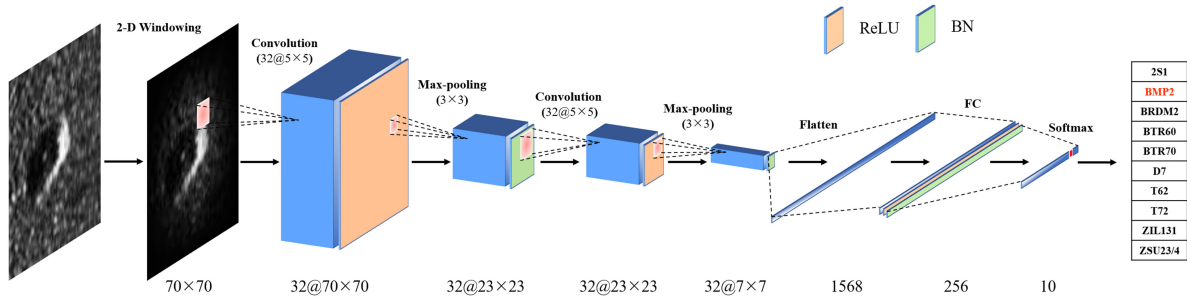 2-D Windowing
Convolution
(32@5×5)
Max-pooling
(3×3)
Convolution
(32@5×5)
Max-pooling
(3×3)
Flatten
FC
Softmax
ReLU
BN
2S1
BMP2
BRDM2
BTR60
BTR70
D7
T62
T72
ZIL131
ZSU23/4
70×70
32@70×70
32@23×23
32@23×23
32@7×7
1568
256
10